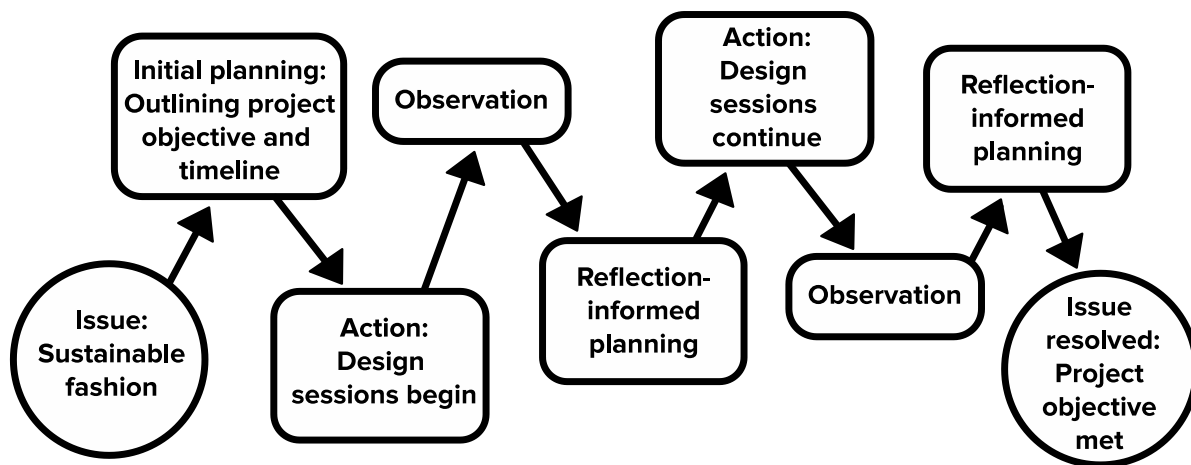 Issue:
Sustainable
fashion
Initial planning:
Outlining project
objective and
timeline
Action:
Design
sessions begin
Observation
Reflection-
informed
planning
Action:
Design
sessions
continue
Observation
Reflection-
informed
planning
Issue
resolved:
Project
objective
met